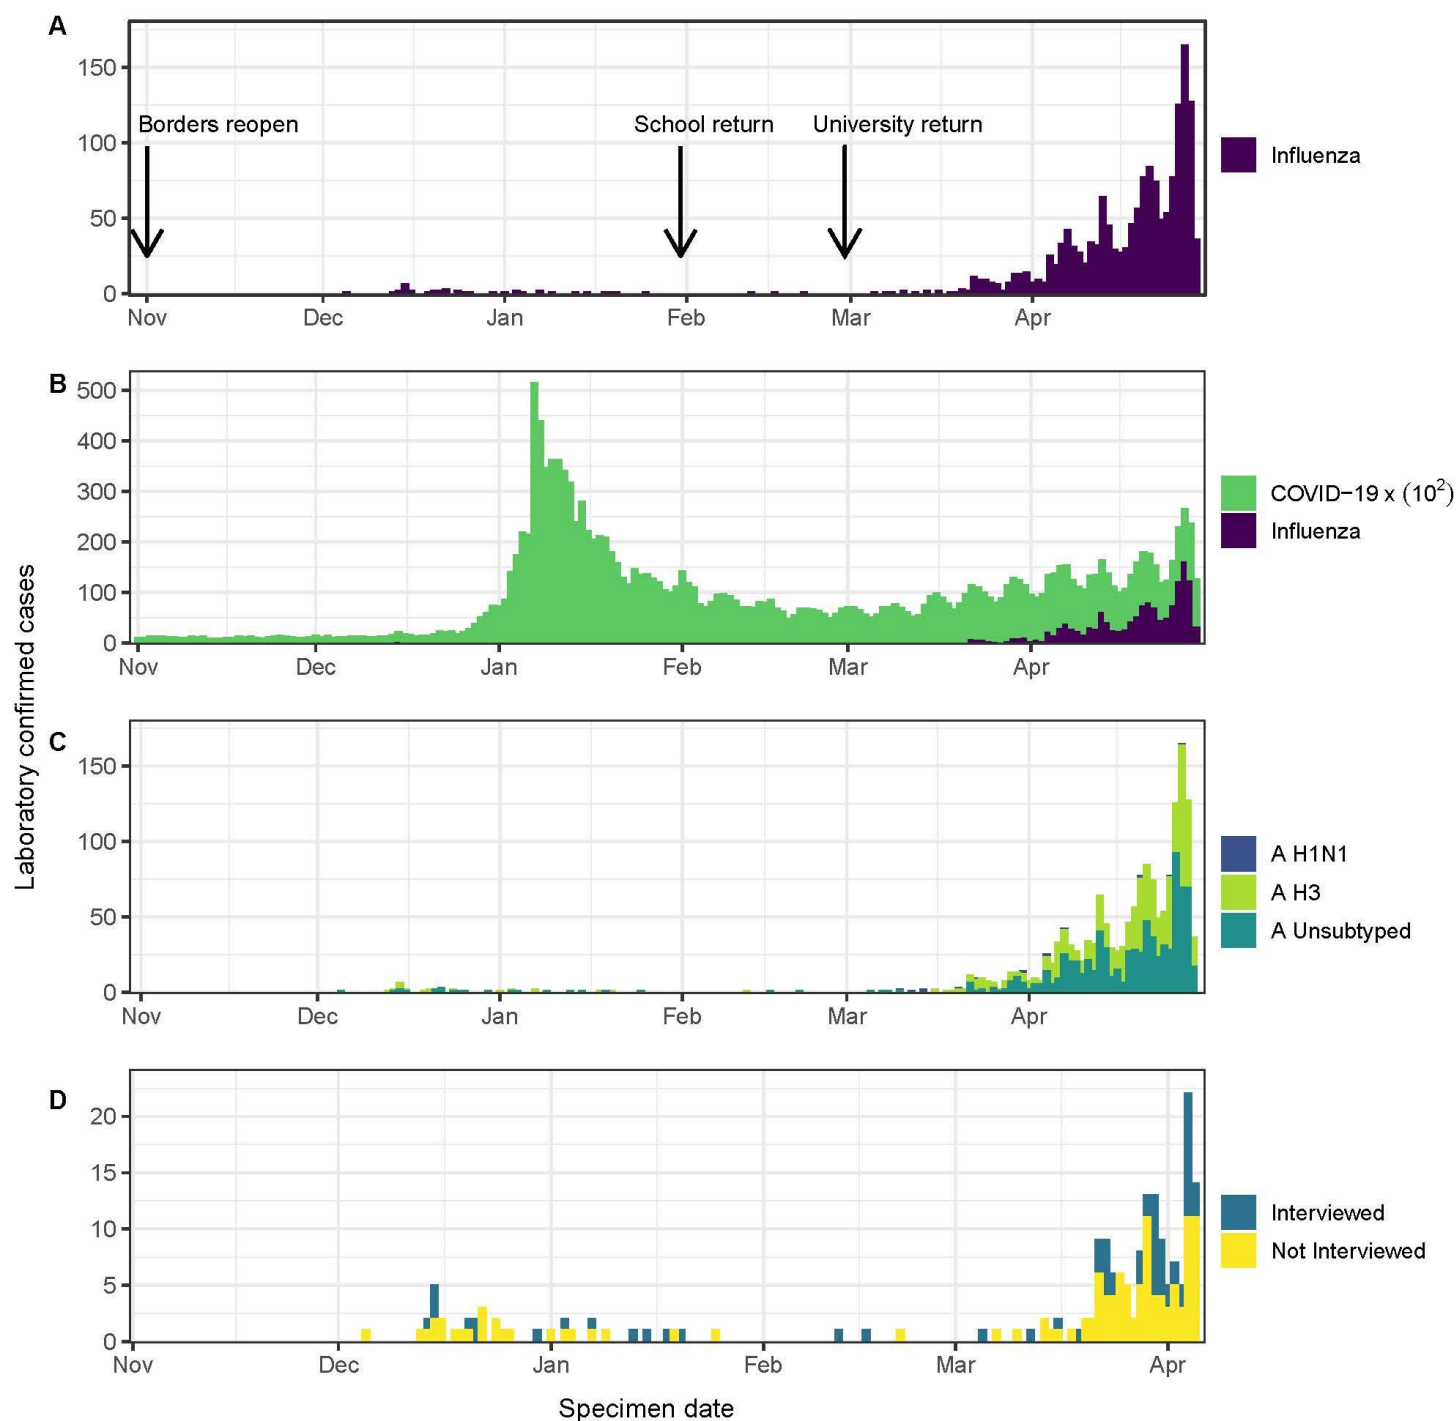 A
150
100
50
0
Borders reopen
School return
University return
Nov
Dec
Jan
Feb
Mar
Apr
Influenza
B
500
400
300
200
100
0
Nov
Dec
Jan
Feb
Mar
Apr
COVID−19 x (10²)
Influenza
Laboratory confirmed cases
C
150
100
50
0
Nov
Dec
Jan
Feb
Mar
Apr
A H1N1
A H3
A Unsubtyped
D
20
15
10
5
0
Nov
Dec
Jan
Feb
Mar
Apr
Interviewed
Not Interviewed
Specimen date